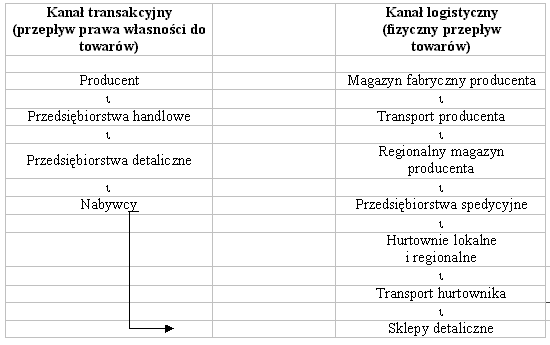 Kanał transakcyjny
(przepływ prawa własności do
towarów)
Kanał logistyczny
(fizyczny przepływ
towarów)
Producent
Magazyn fabryczny producenta
ι
ι
Przedsiębiorstwa handlowe
Transport producenta
ι
ι
Przedsiębiorstwa detaliczne
Regionalny magazyn
producenta
ι
ι
Nabywcy
Przedsiębiorstwa spedycyjne
ι
Hurtownie lokalne
i regionalne
ι
Transport hurtownika
ι
Sklepy detaliczne